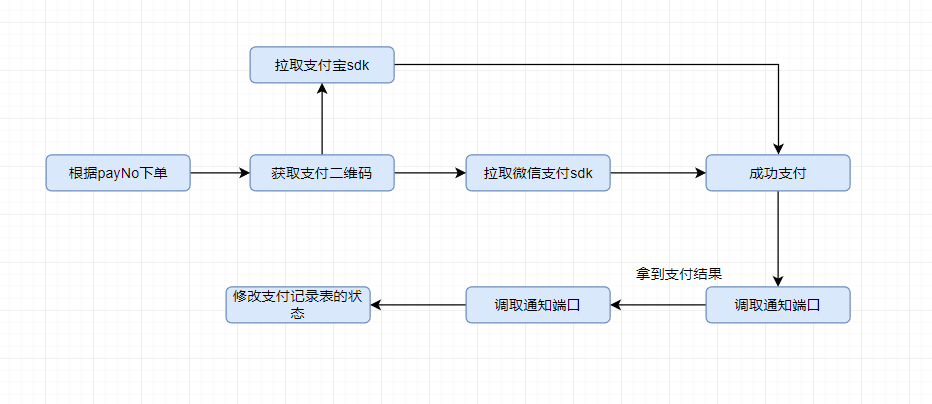 拉取支付宝sdk
根据payNo下单
获取支付二维码
拉取微信支付sdk
成功支付
拿到支付结果
修改支付记录表的状
态
调取通知端口
调取通知端口